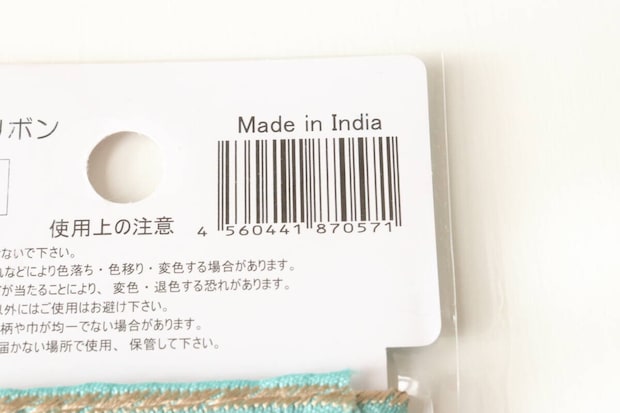 リボン
Made in India
4 560441 870571
使用上の注意
ないで下さい。
などにより色落ち・色移り・変色する場合があります。
が当たることにより、変色・退色する恐れがあります。
以外にはご使用はお避け下さい。
柄や巾が均一でない場合があります。
届かない場所で使用、保管して下さい。